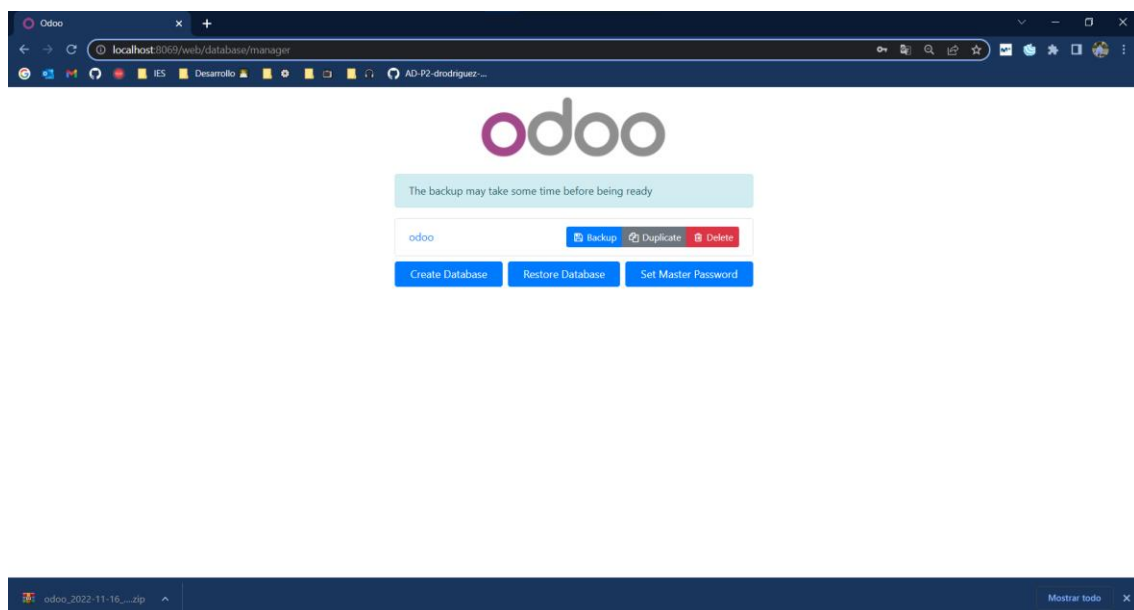 Odoo
localhost:8069/web/database/manager
IES
Desarrollo
AD-P2-drodriguez-...
odoo
The backup may take some time before being ready
odoo
Backup
Duplicate
Delete
Create Database
Restore Database
Set Master Password
odoo_2022-11-16_....zip
Mostrar todo